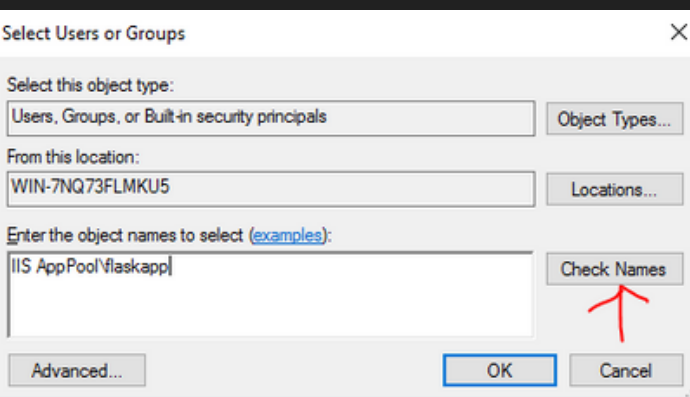 Select Users or Groups
Select this object type:
Users, Groups, or Built-in security principals
Object Types...
From this location:
WIN-7NQ73FLMKU5
Locations...
Enter the object names to select (examples):
IIS AppPool\flaskapp
Check Names
Advanced...
OK
Cancel